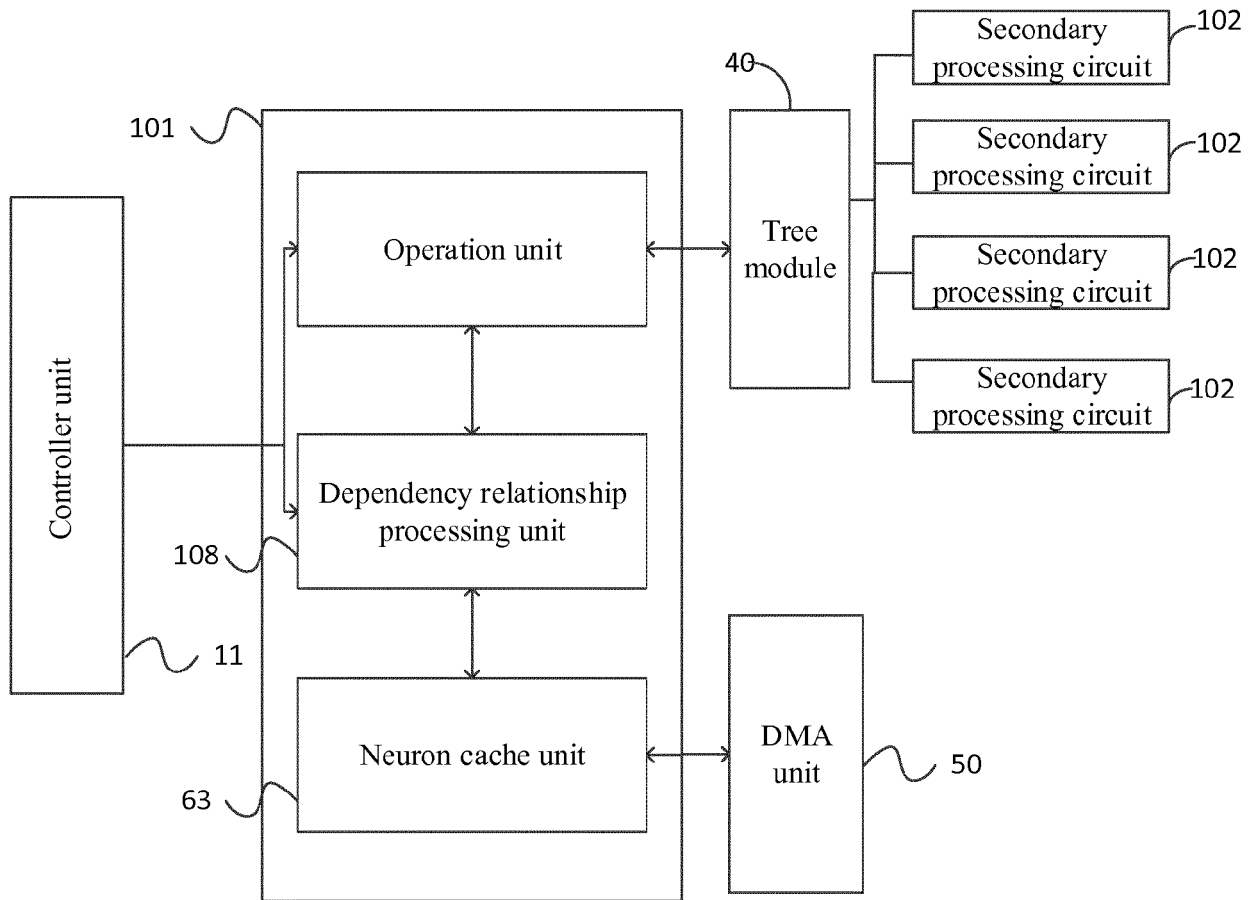 Secondary
processing circuit
102
40
101
Secondary
processing circuit
102
Operation unit
Tree
module
Secondary
processing circuit
102
Controller unit
Secondary
processing circuit
102
Dependency relationship
processing unit
108
11
Neuron cache unit
63
DMA
unit
50